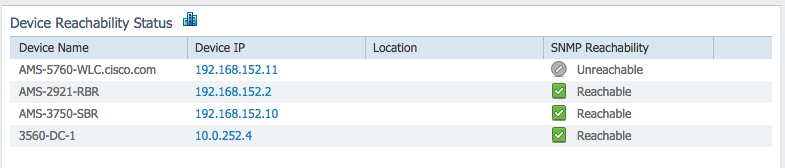 Device Reachability Status
Device Name Device IP Location SNMP Reachability
AMS-5760-WLC.cisco.com 192.168.152.11 Unreachable
AMS-2921-RBR 192.168.152.2 Reachable
AMS-3750-SBR 192.168.152.10 Reachable
3560-DC-1 10.0.252.4 Reachable